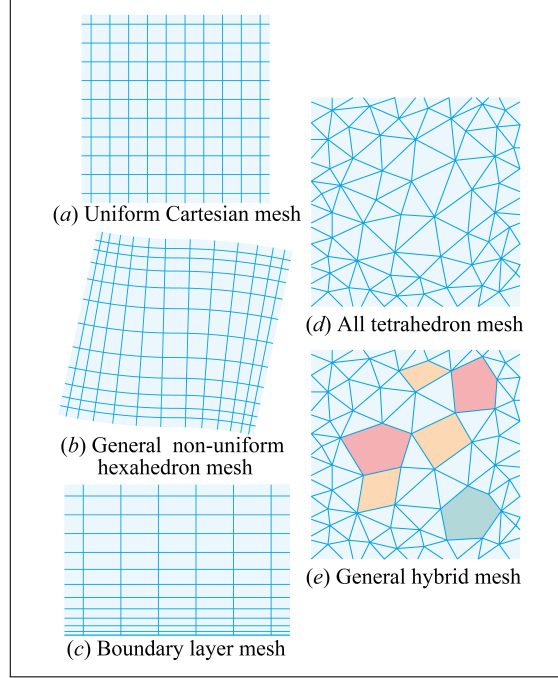 (a) Uniform Cartesian mesh
(b) General non-uniform
hexahedron mesh
(c) Boundary layer mesh
(d) All tetrahedron mesh
(e) General hybrid mesh